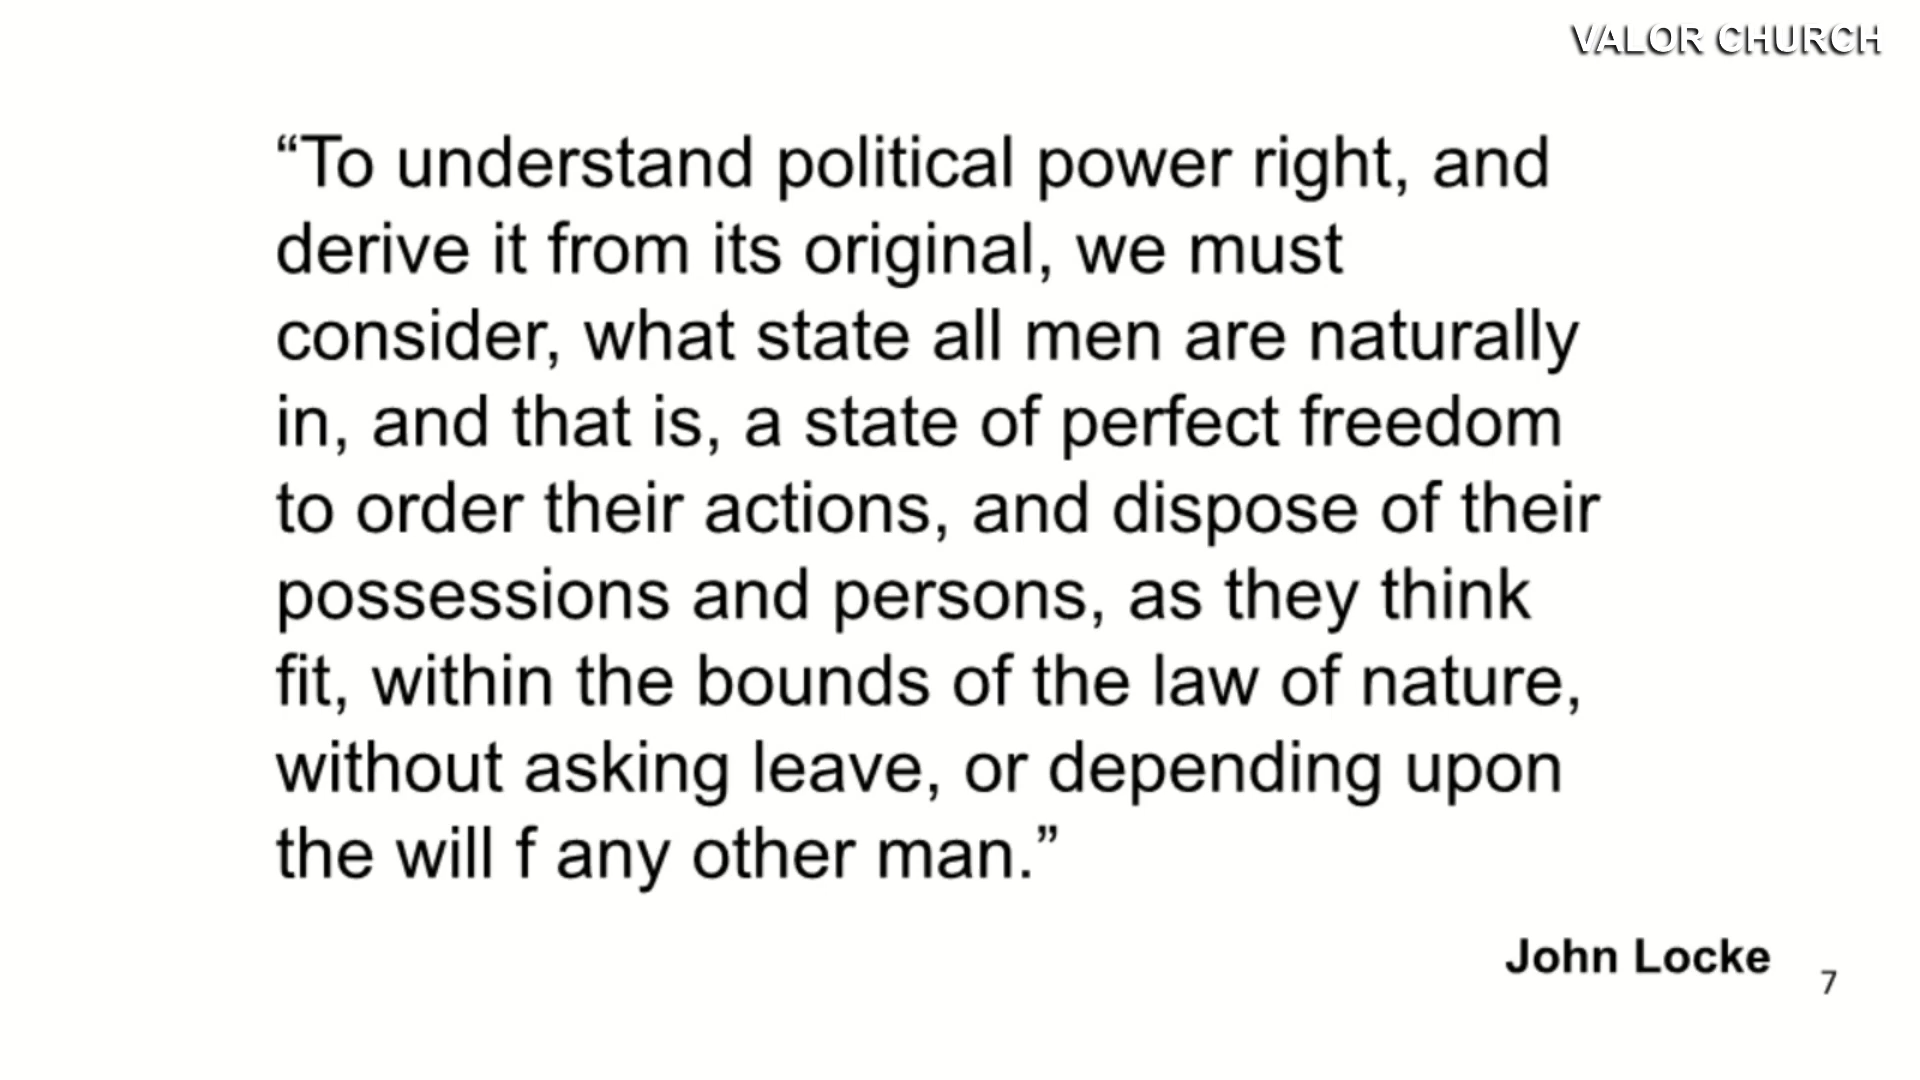 VALOR CHURCH
“To understand political power right, and
derive it from its original, we must
consider, what state all men are naturally
in, and that is, a state of perfect freedom
to order their actions, and dispose of their
possessions and persons, as they think
fit, within the bounds of the law of nature,
without asking leave, or depending upon
the will f any other man.”
John Locke
7